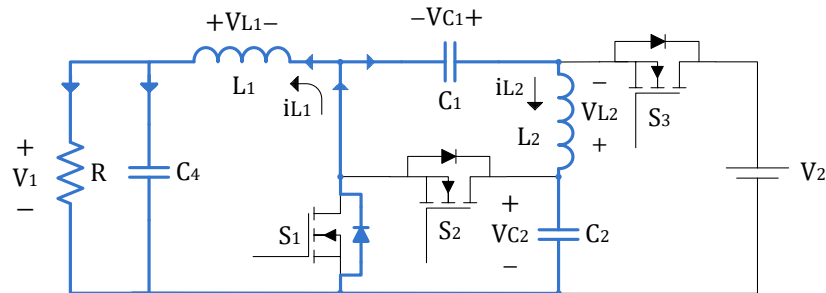 +VL1−
−VC1+
L1
iL1
C1
iL2
L2
−
VL2
+
S3
+
V1
−
R
C4
S1
S2
+
VC2
−
C2
V2